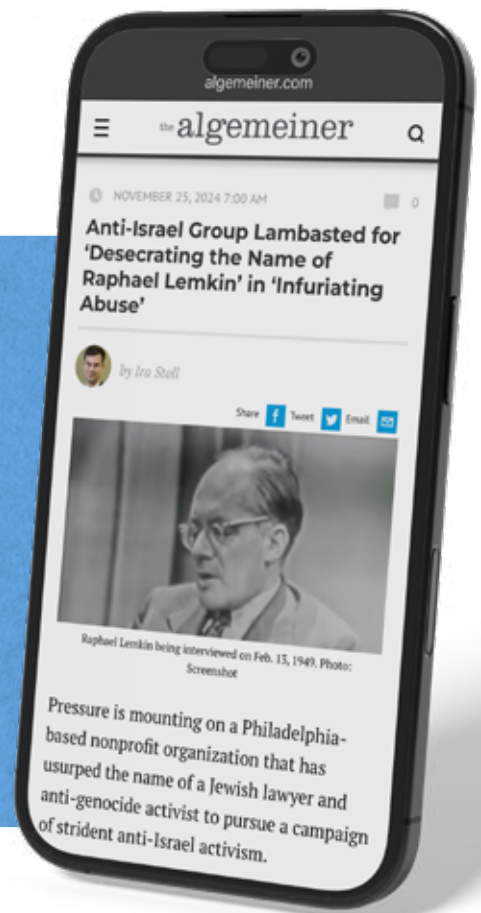 algemeiner.com
the algemeiner
NOVEMBER 25, 2024 7:00 AM 0
Anti-Israel Group Lambasted for
‘Desecrating the Name of
Raphael Lemkin’ in ‘Infuriating
Abuse’
by Ira Stoll
Share f Tweet Email
Raphael Lemkin being interviewed on Feb. 13, 1949. Photo:
Screenshot
Pressure is mounting on a Philadelphia-
based nonprofit organization that has
usurped the name of a Jewish lawyer and
anti-genocide activist to pursue a campaign
of strident anti-Israel activism.